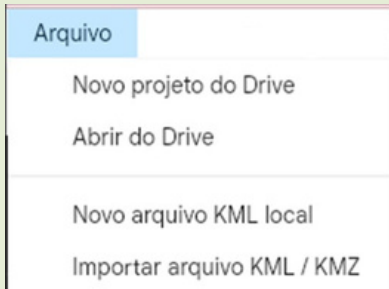 Arquivo
Novo projeto do Drive
Abrir do Drive
Novo arquivo KML local
Importar arquivo KML / KMZ